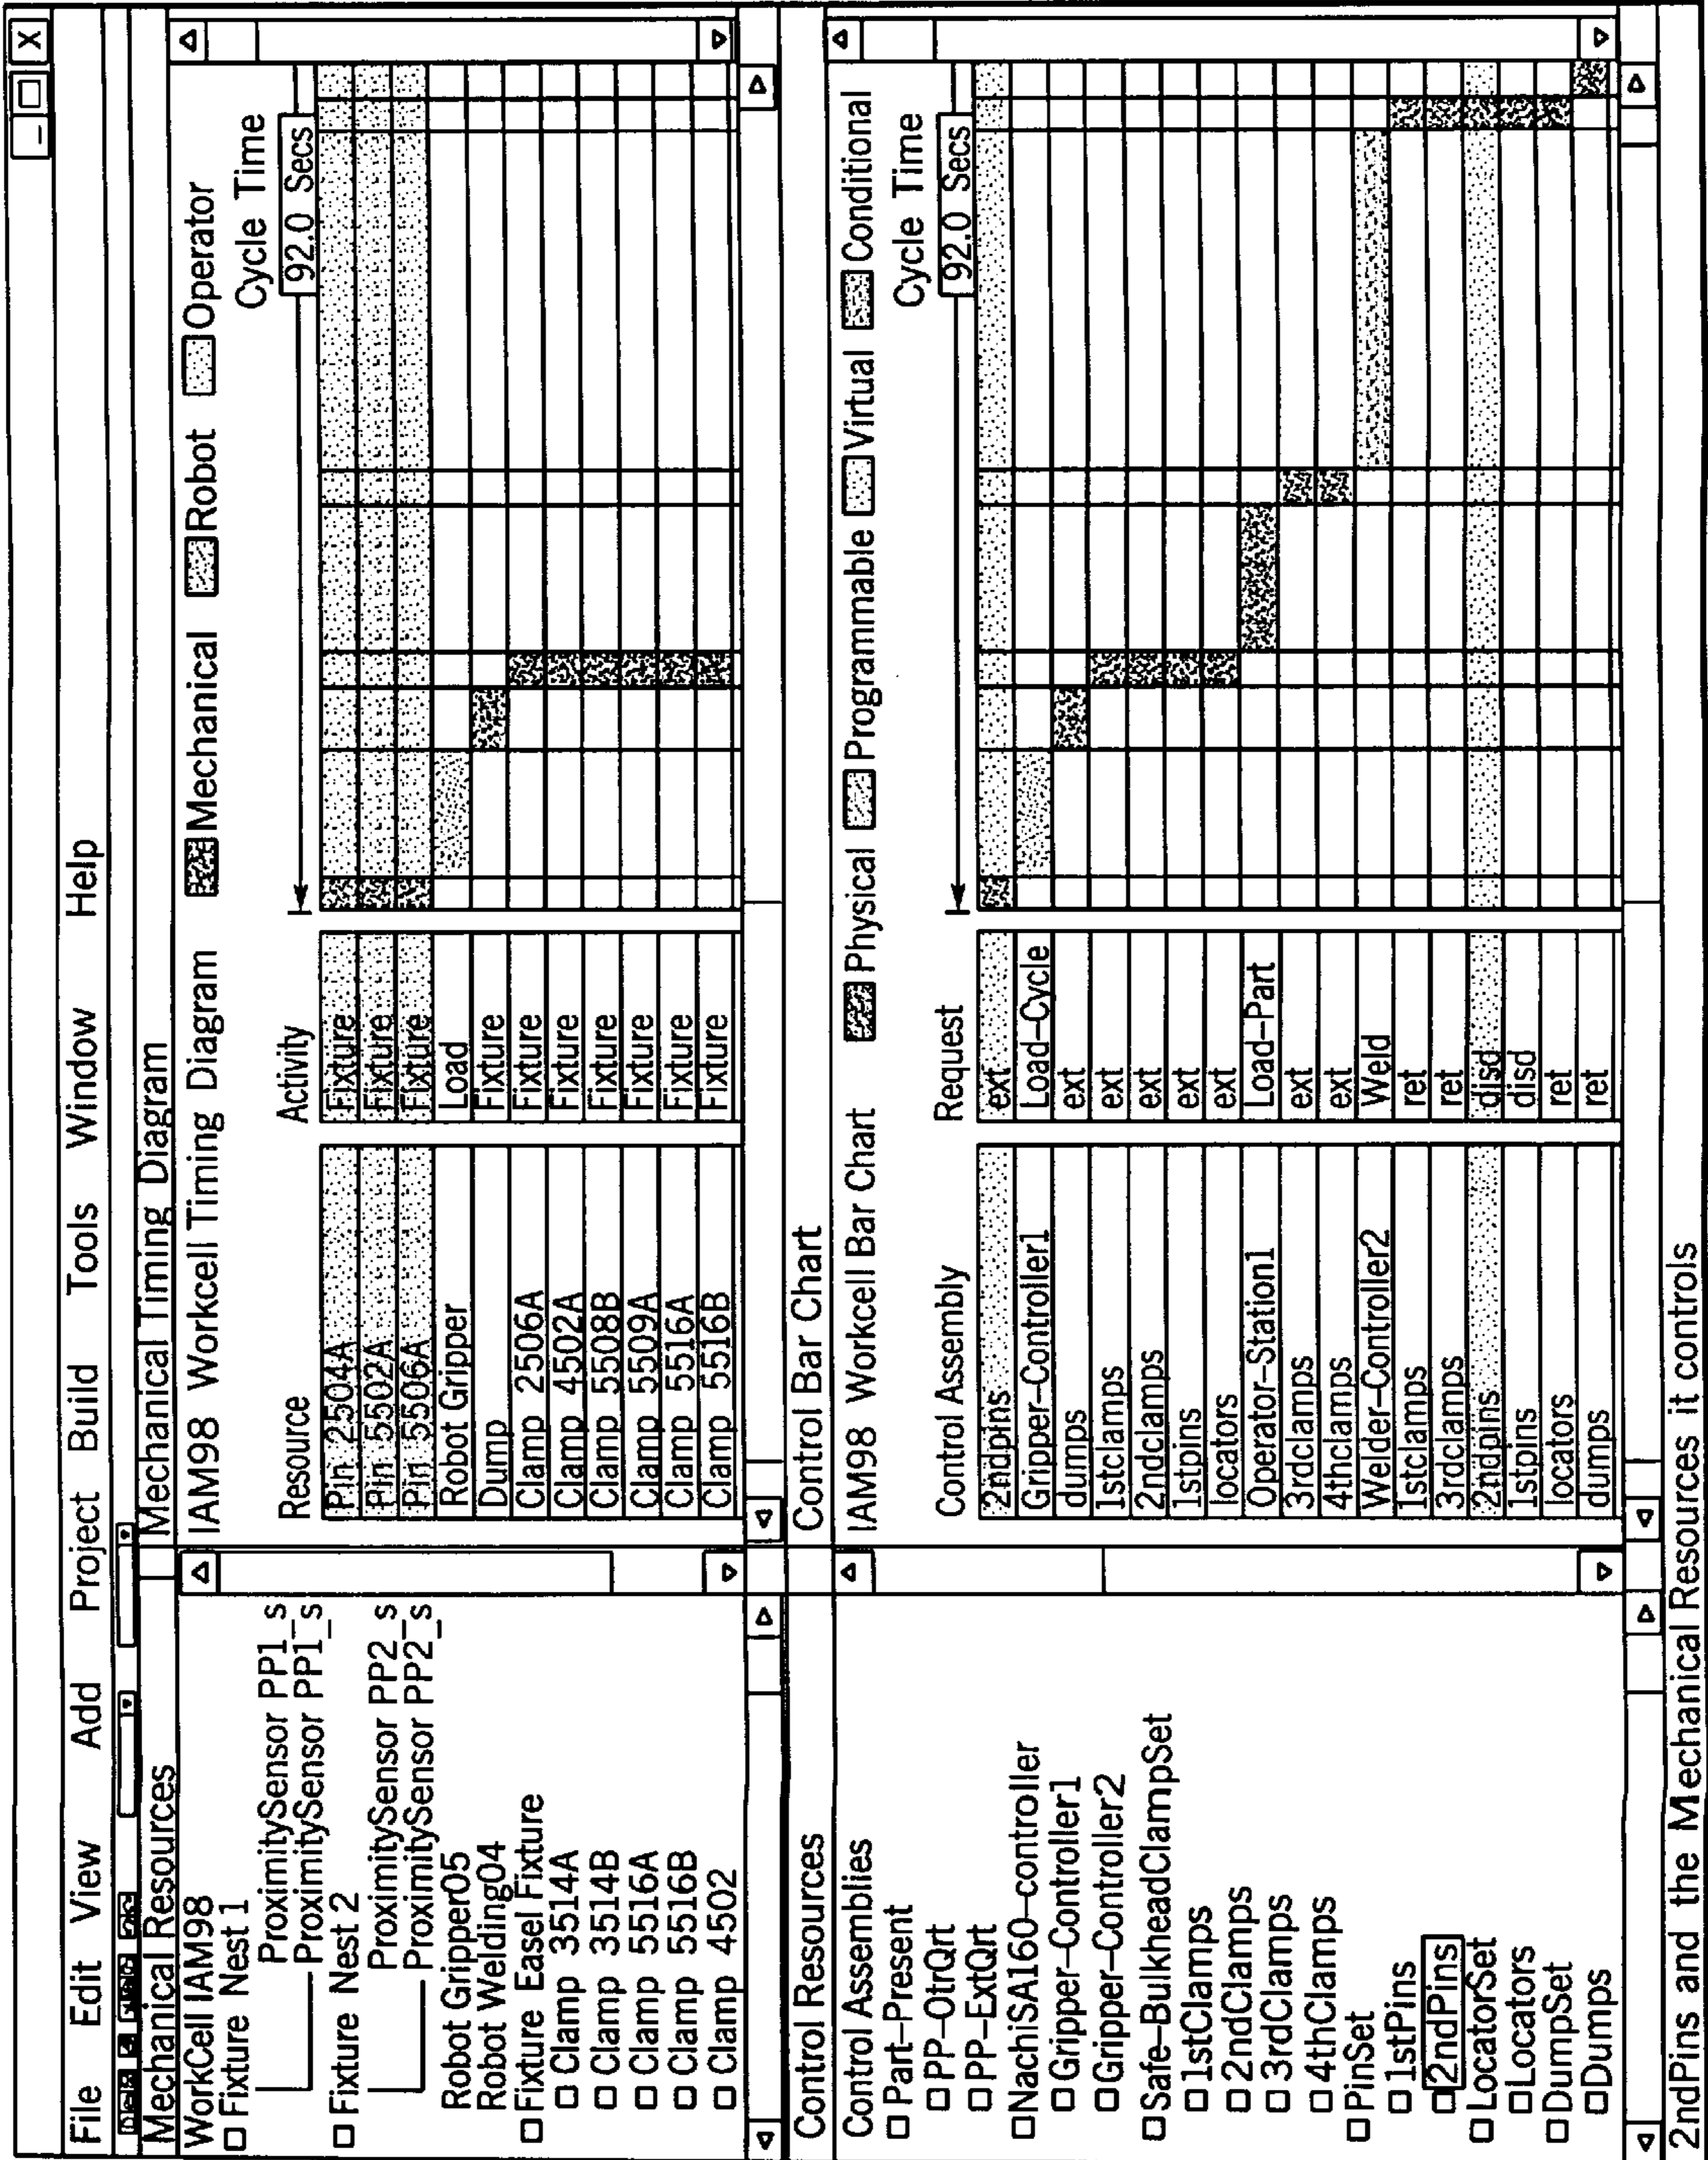 File Edit View Add Project Build Tools Window Help
Mechanical Resources
WorkCell IAM98
Fixture Nest 1
ProximitySensor PP1_s
ProximitySensor PP1_s
Fixture Nest 2
ProximitySensor PP2_s
ProximitySensor PP2_s
Robot Gripper05
Robot Welding04
Fixture Easel Fixture
Clamp 3514A
Clamp 3514B
Clamp 5516A
Clamp 5516B
Clamp 4502
Mechanical Timing Diagram
IAM98 Workcell Timing Diagram Mechanical Robot Operator
Cycle Time
Resource Activity 92.0 Secs
Pin 2504A Fixture
Pin 5502A Fixture
Pin 5506A Fixture
Robot Gripper Load
Dump Fixture
Clamp 2506A Fixture
Clamp 4502A Fixture
Clamp 5508B Fixture
Clamp 5509A Fixture
Clamp 5516A Fixture
Clamp 5516B Fixture
Control Resources
Control Assemblies
Part-Present
PP-OtrQrt
PP-ExtQrt
NachiSA160-controller
Gripper-Controller1
Gripper-Controller2
Safe-BulkheadClampSet
1stClamps
2ndClamps
3rdClamps
4thClamps
PinSet
1stPins
2ndPins
LocatorSet
Locators
DumpSet
Dumps
Control Bar Chart
IAM98 Workcell Bar Chart Physical Programmable Virtual Conditional
Cycle Time
Control Assembly Request 92.0 Secs
2ndpins ext
Gripper-Controller1 Load-Cycle
dumps ext
1stclamps ext
2ndclamps ext
1stpins ext
locators ext
Operator-Station1 Load-Part
3rdclamps ext
4thclamps ext
Welder-Controller2 Weld
1stclamps ret
3rdclamps ret
2ndpins disd
1stpins disd
locators ret
dumps ret
2ndPins and the Mechanical Resources it controls